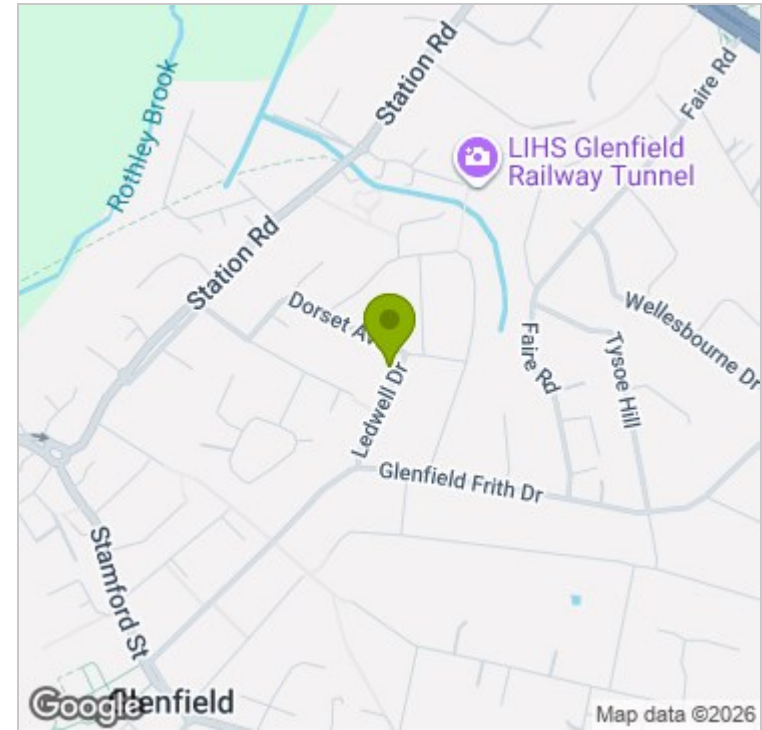 Station Rd
Faire Rd
Rothley Brook
LIHS Glenfield
Railway Tunnel
Station Rd
Dorset Av
Wellesbourne Dr
Faire Rd
Tysoe Hill
Ledwell Dr
Glenfield Frith Dr
Stamford St
Google
Glenfield
Map data ©2026